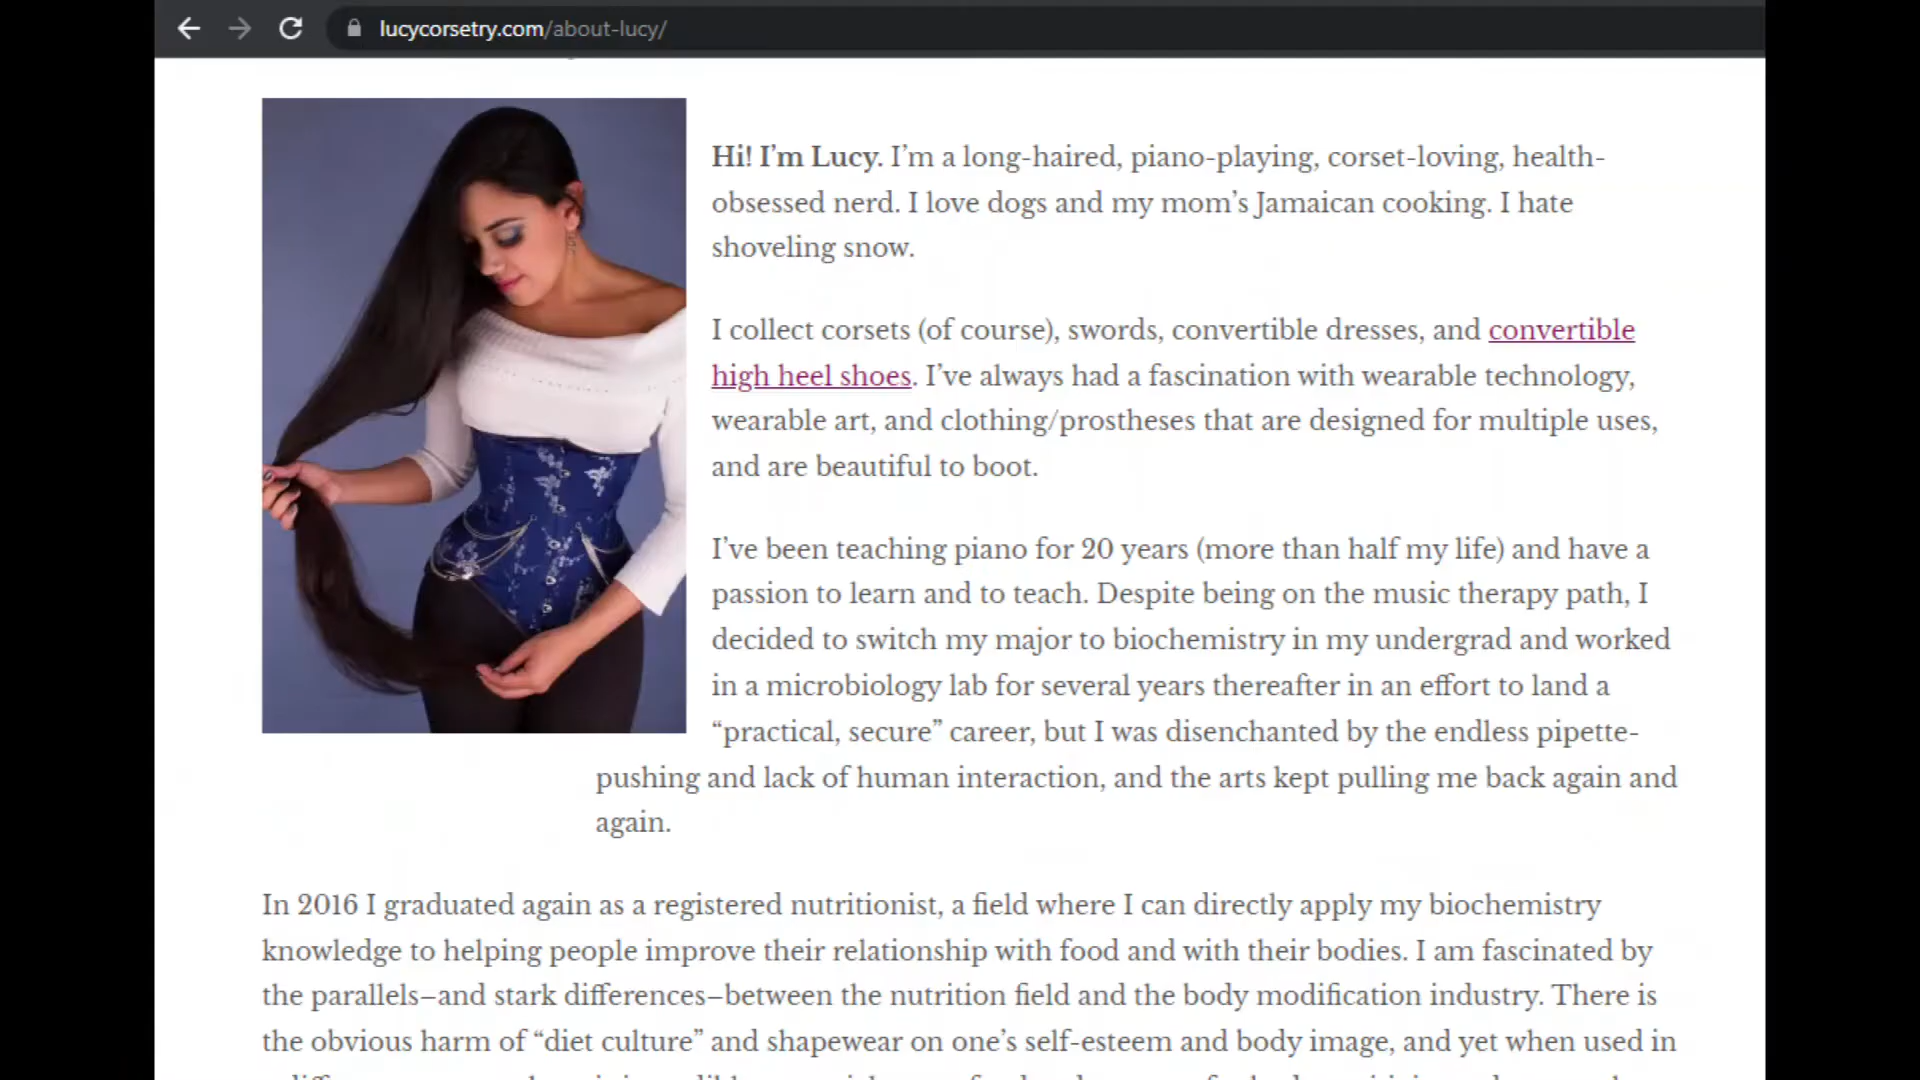 lucycorsetry.com/about-lucy/
Hi! I’m Lucy. I’m a long-haired, piano-playing, corset-loving, health-
obsessed nerd. I love dogs and my mom’s Jamaican cooking. I hate
shoveling snow.
I collect corsets (of course), swords, convertible dresses, and convertible
high heel shoes. I’ve always had a fascination with wearable technology,
wearable art, and clothing/prostheses that are designed for multiple uses,
and are beautiful to boot.
I’ve been teaching piano for 20 years (more than half my life) and have a
passion to learn and to teach. Despite being on the music therapy path, I
decided to switch my major to biochemistry in my undergrad and worked
in a microbiology lab for several years thereafter in an effort to land a
“practical, secure” career, but I was disenchanted by the endless pipette-
pushing and lack of human interaction, and the arts kept pulling me back again and
again.
In 2016 I graduated again as a registered nutritionist, a field where I can directly apply my biochemistry
knowledge to helping people improve their relationship with food and with their bodies. I am fascinated by
the parallels–and stark differences–between the nutrition field and the body modification industry. There is
the obvious harm of “diet culture” and shapewear on one’s self-esteem and body image, and yet when used in